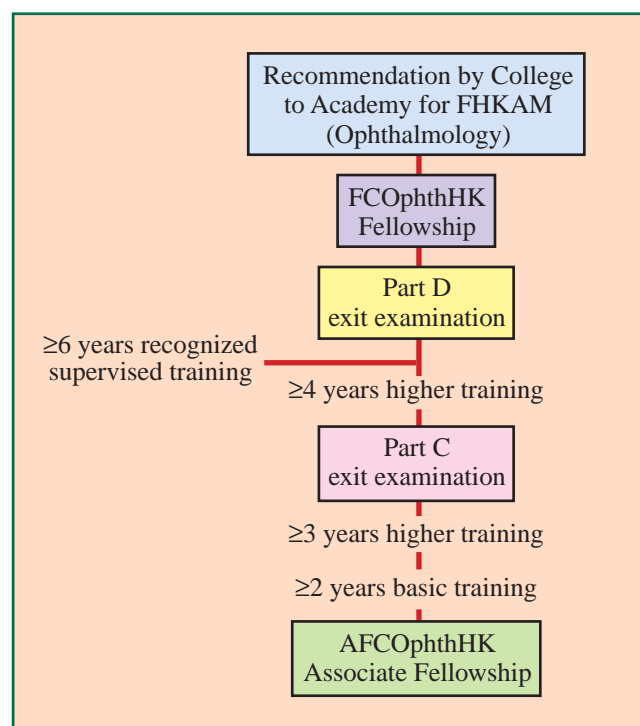 Recommendation by College
to Academy for FHKAM
(Ophthalmology)
FCOphthHK
Fellowship
Part D
exit examination
≥6 years recognized
supervised training
≥4 years higher training
Part C
exit examination
≥3 years higher training
≥2 years basic training
AFCOphthHK
Associate Fellowship